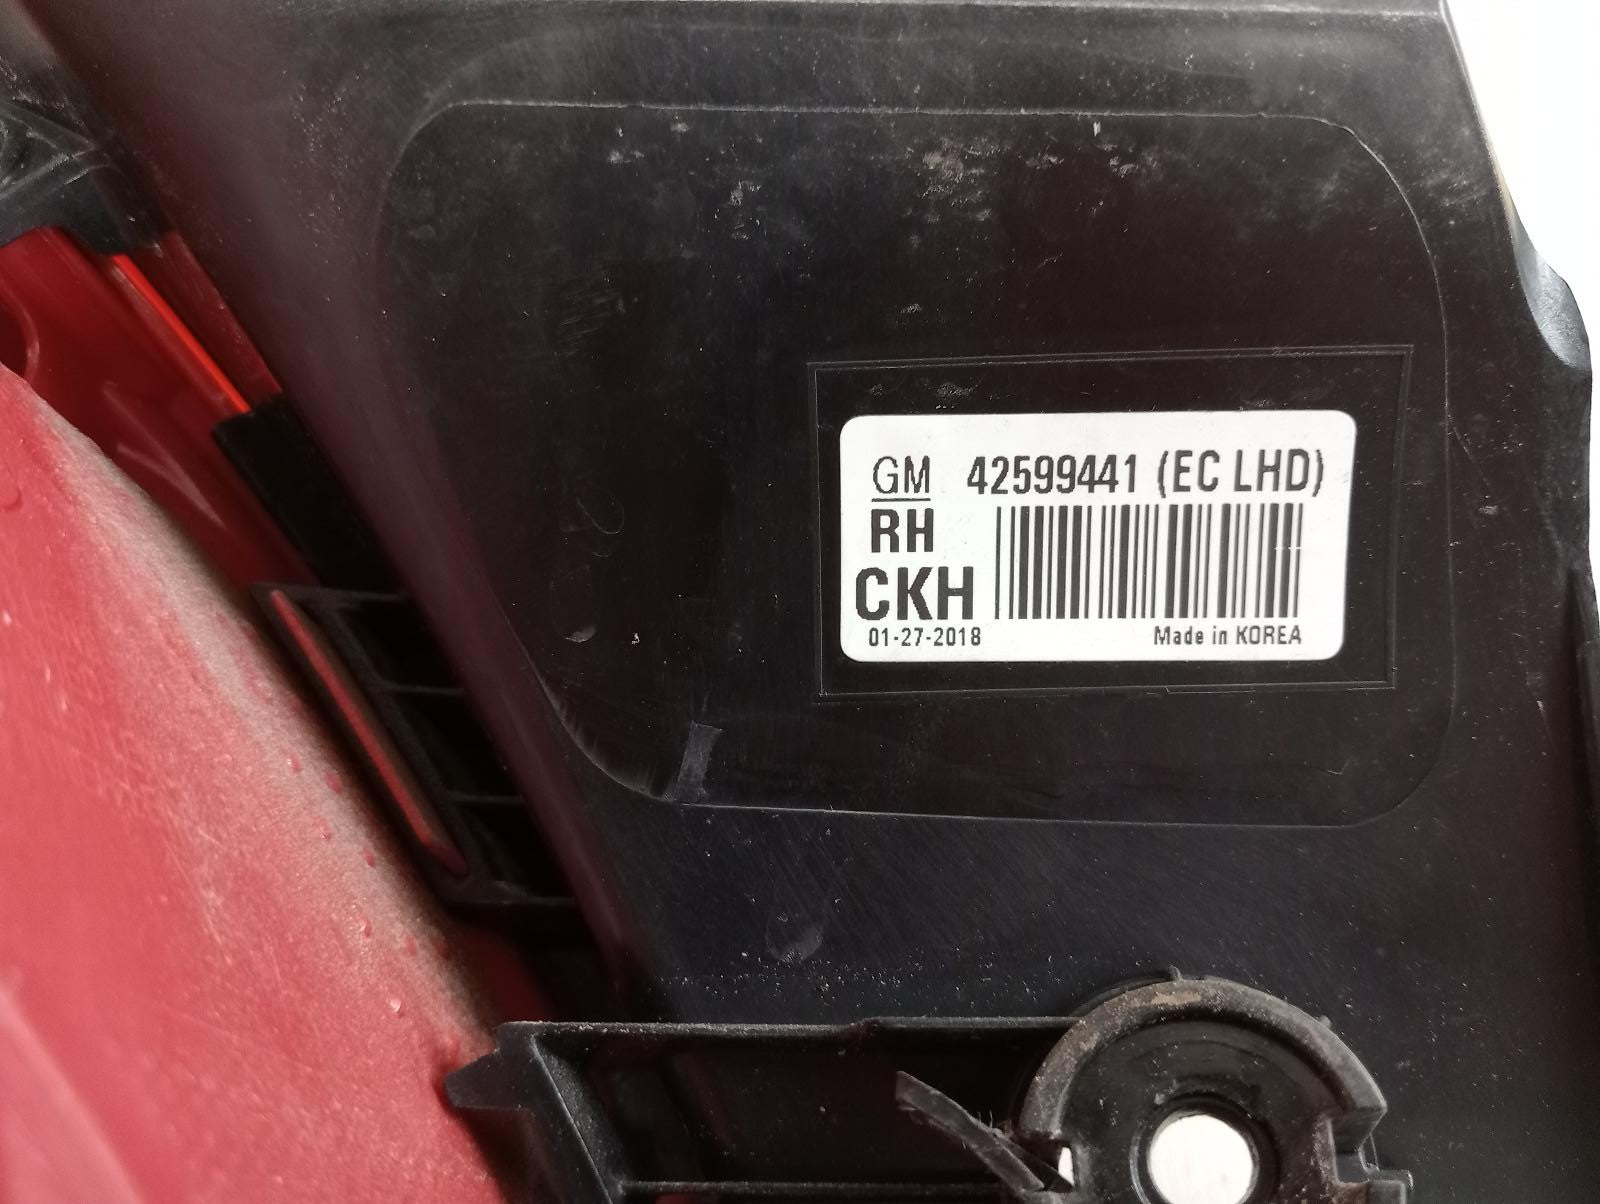 GM 42599441 (EC LHD)
RH
CKH
01-27-2018 Made in KOREA